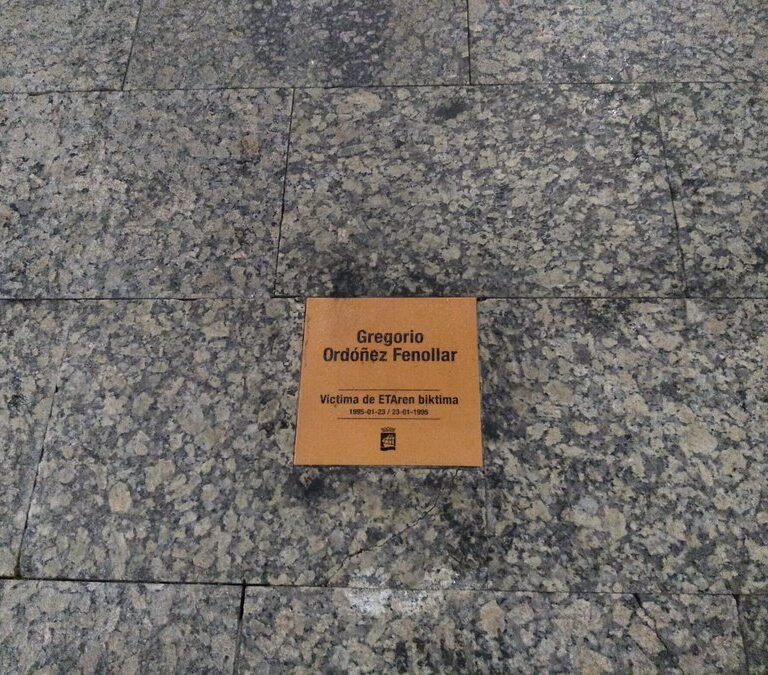 Gregorio
Ordóñez Fenollar
Víctima de ETAren biktima
1995-01-23 / 23-01-1995